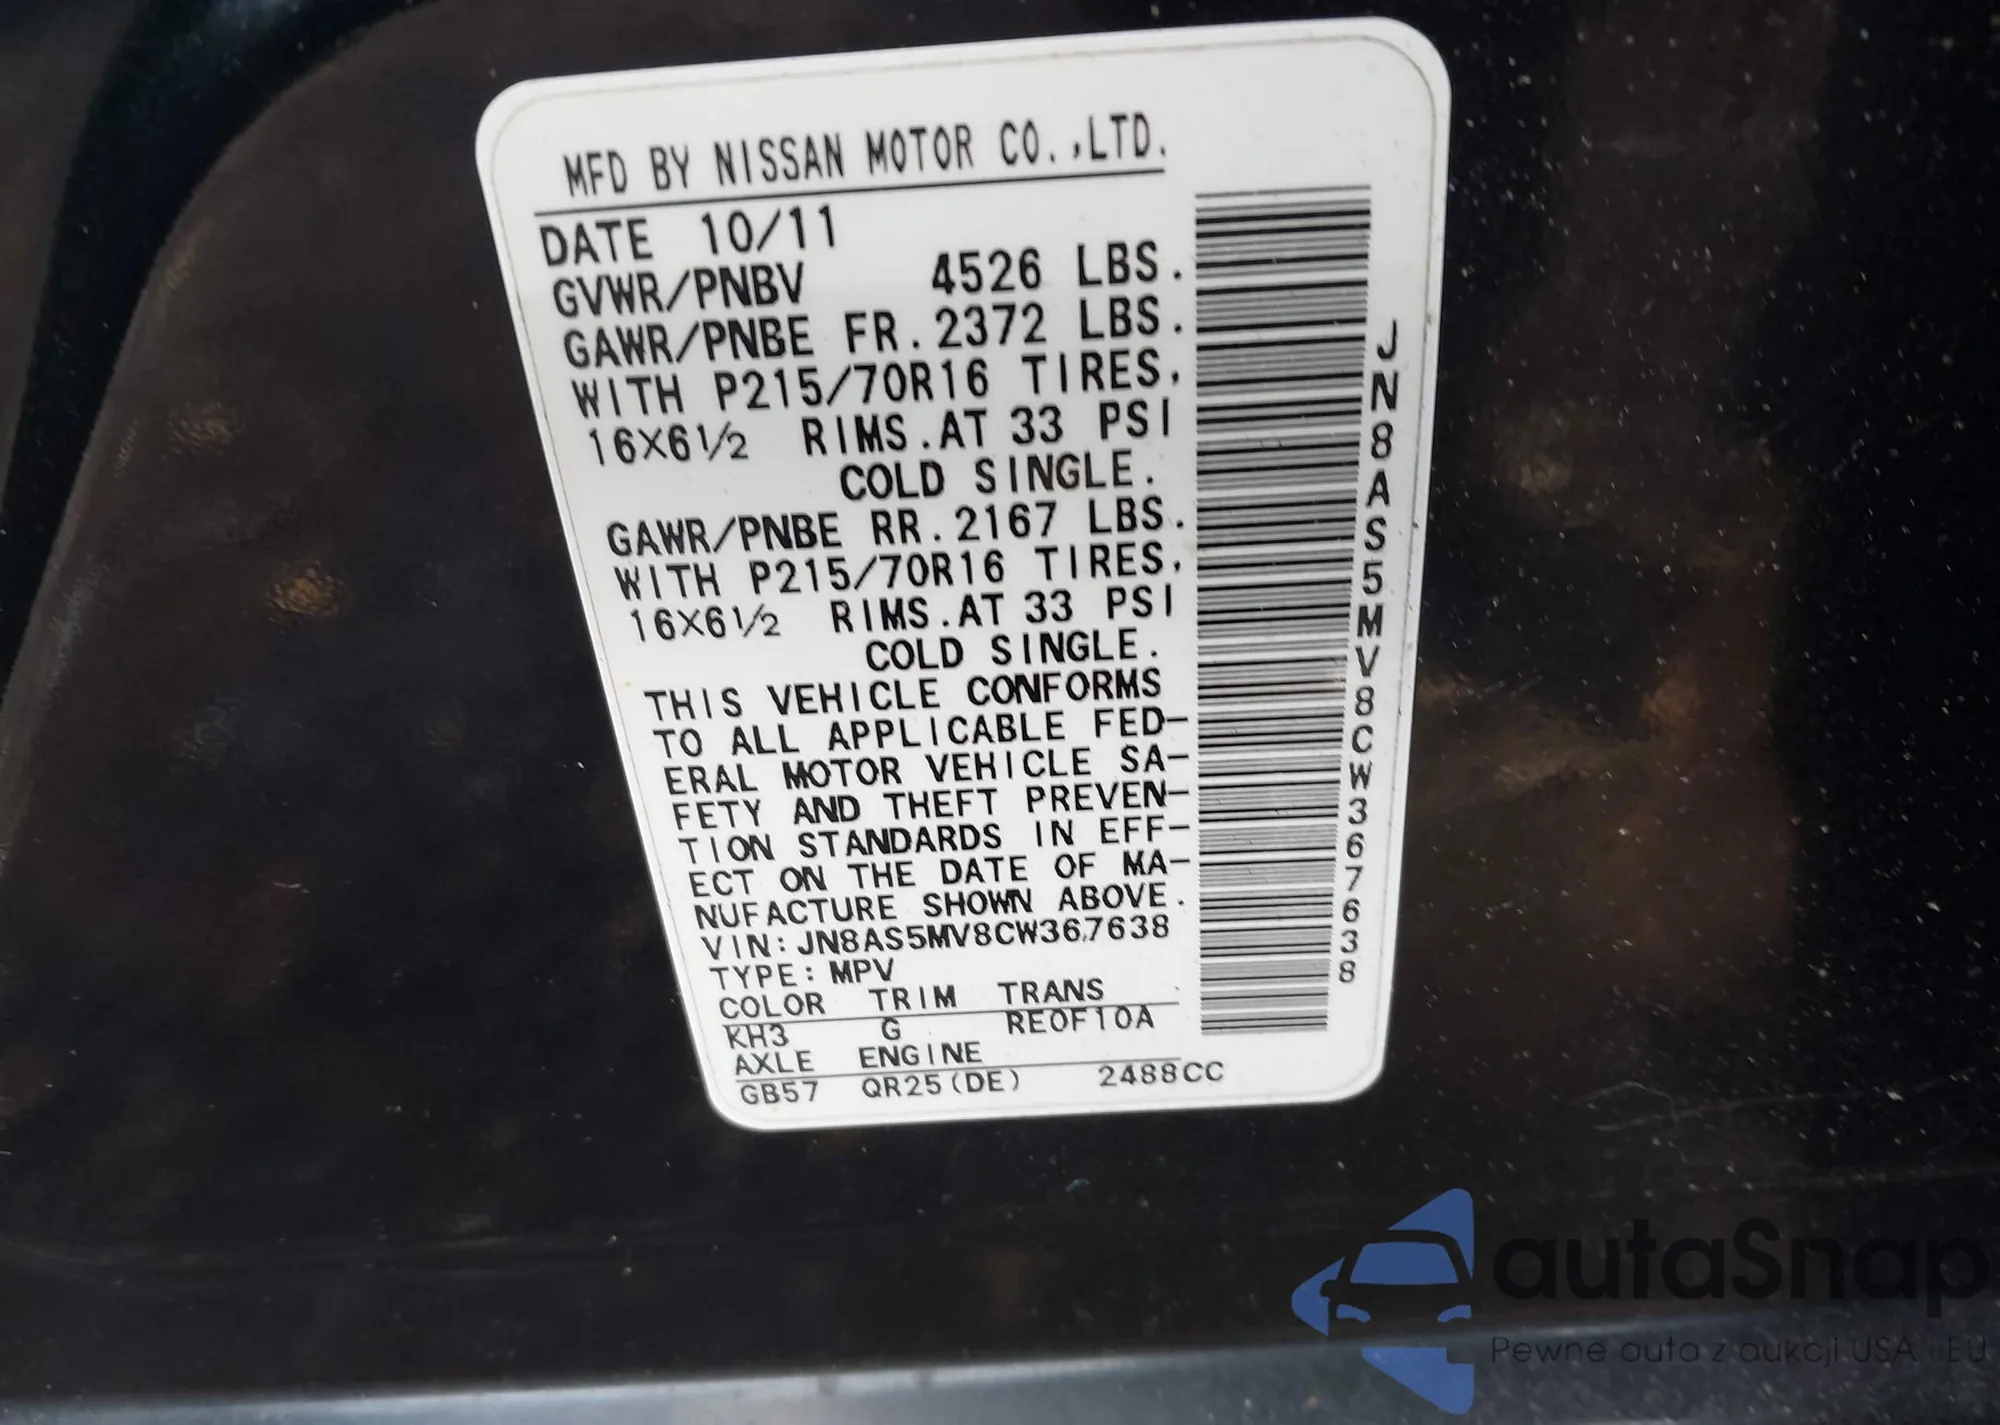 MFD BY NISSAN MOTOR CO.,LTD.
DATE 10/11
GVWR/PNBV 4526 LBS.
GAWR/PNBE FR.2372 LBS.
WITH P215/70R16 TIRES,
16X6½ RIMS.AT 33 PSI
COLD SINGLE.
GAWR/PNBE RR.2167 LBS.
WITH P215/70R16 TIRES,
16X6½ RIMS.AT 33 PSI
COLD SINGLE.
THIS VEHICLE CONFORMS
TO ALL APPLICABLE FED-
ERAL MOTOR VEHICLE SA-
FETY AND THEFT PREVEN-
TION STANDARDS IN EFF-
ECT ON THE DATE OF MA-
NUFACTURE SHOWN ABOVE.
VIN:JN8AS5MV8CW367638
TYPE:MPV
COLOR TRIM TRANS
KH3 G RE0F10A
AXLE ENGINE
GB57 QR25(DE) 2488CC
JN8AS5MV8CW367638
autoSnap
Pewne auta z aukcji USA i EU